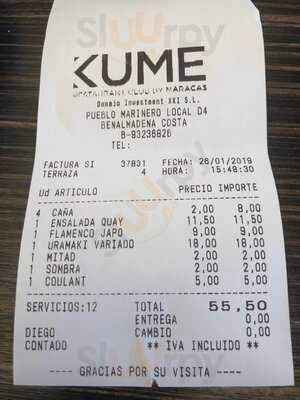 KUME
RESTAURANT CLUB BY MARACAS
Donaio Investment XXI S.L.
PUEBLO MARINERO LOCAL D4
BENALMADENA COSTA
B-93236826
TEL:
FACTURA SI 37831 FECHA: 26/01/2019
TERRAZA 4 HORA: 15:49:30
Ud ARTICULO PRECIO IMPORTE
4 CAÑA 2,00 8,00
1 ENSALADA QUAY 11,50 11,50
1 FLAMENCO JAPO 9,00 9,00
1 URAMAKI VARIADO 18,00 18,00
1 MITAD 2,00 2,00
1 SOMBRA 2,00 2,00
1 COULANT 5,00 5,00
SERVICIOS:12 TOTAL 55,50
ENTREGA 0,00
DIEGO CAMBIO 0,00
CONTADO ** IVA INCLUIDO **
---- GRACIAS POR SU VISITA ----
Sluurpy